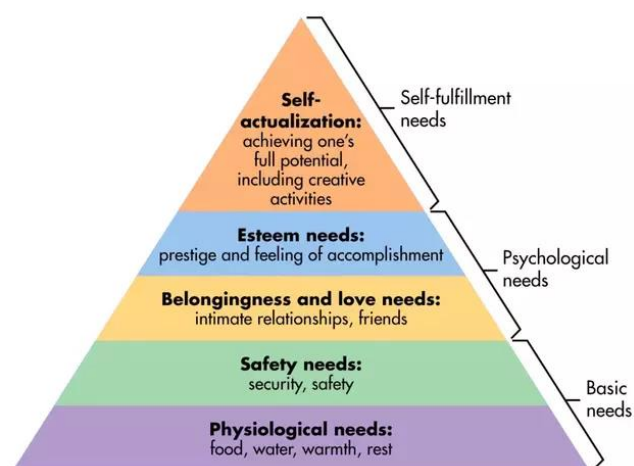 Self-
actualization:
achieving one's
full potential,
including creative
activities
Self-fulfillment
needs
Esteem needs:
prestige and feeling of accomplishment
Psychological
needs
Belongingness and love needs:
intimate relationships, friends
Safety needs:
security, safety
Basic
needs
Physiological needs:
food, water, warmth, rest